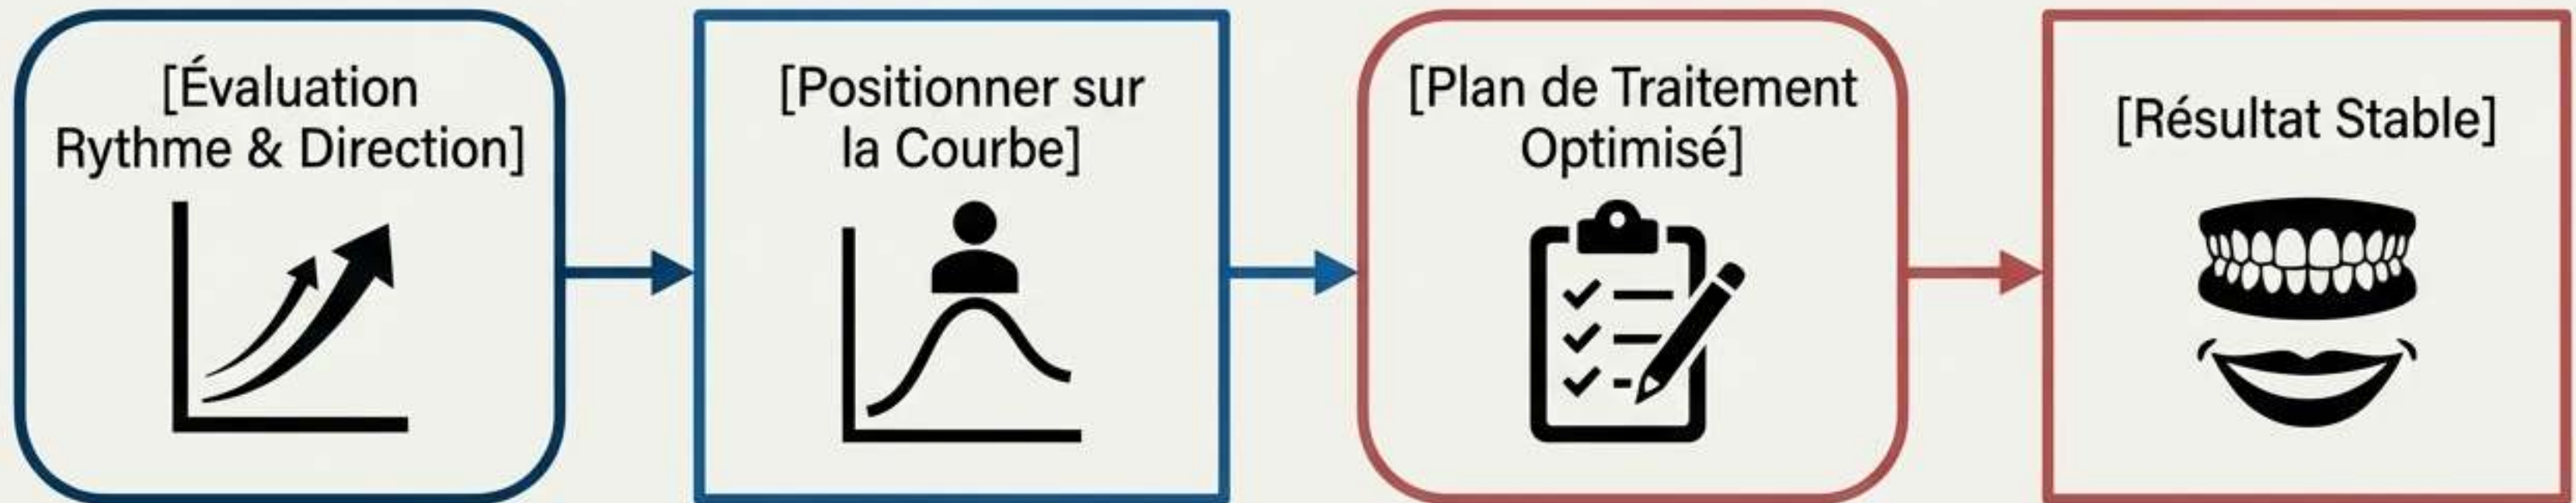 [Évaluation
Rythme & Direction]
[Positionner sur
la Courbe]
[Plan de Traitement
Optimisé]
[Résultat Stable]